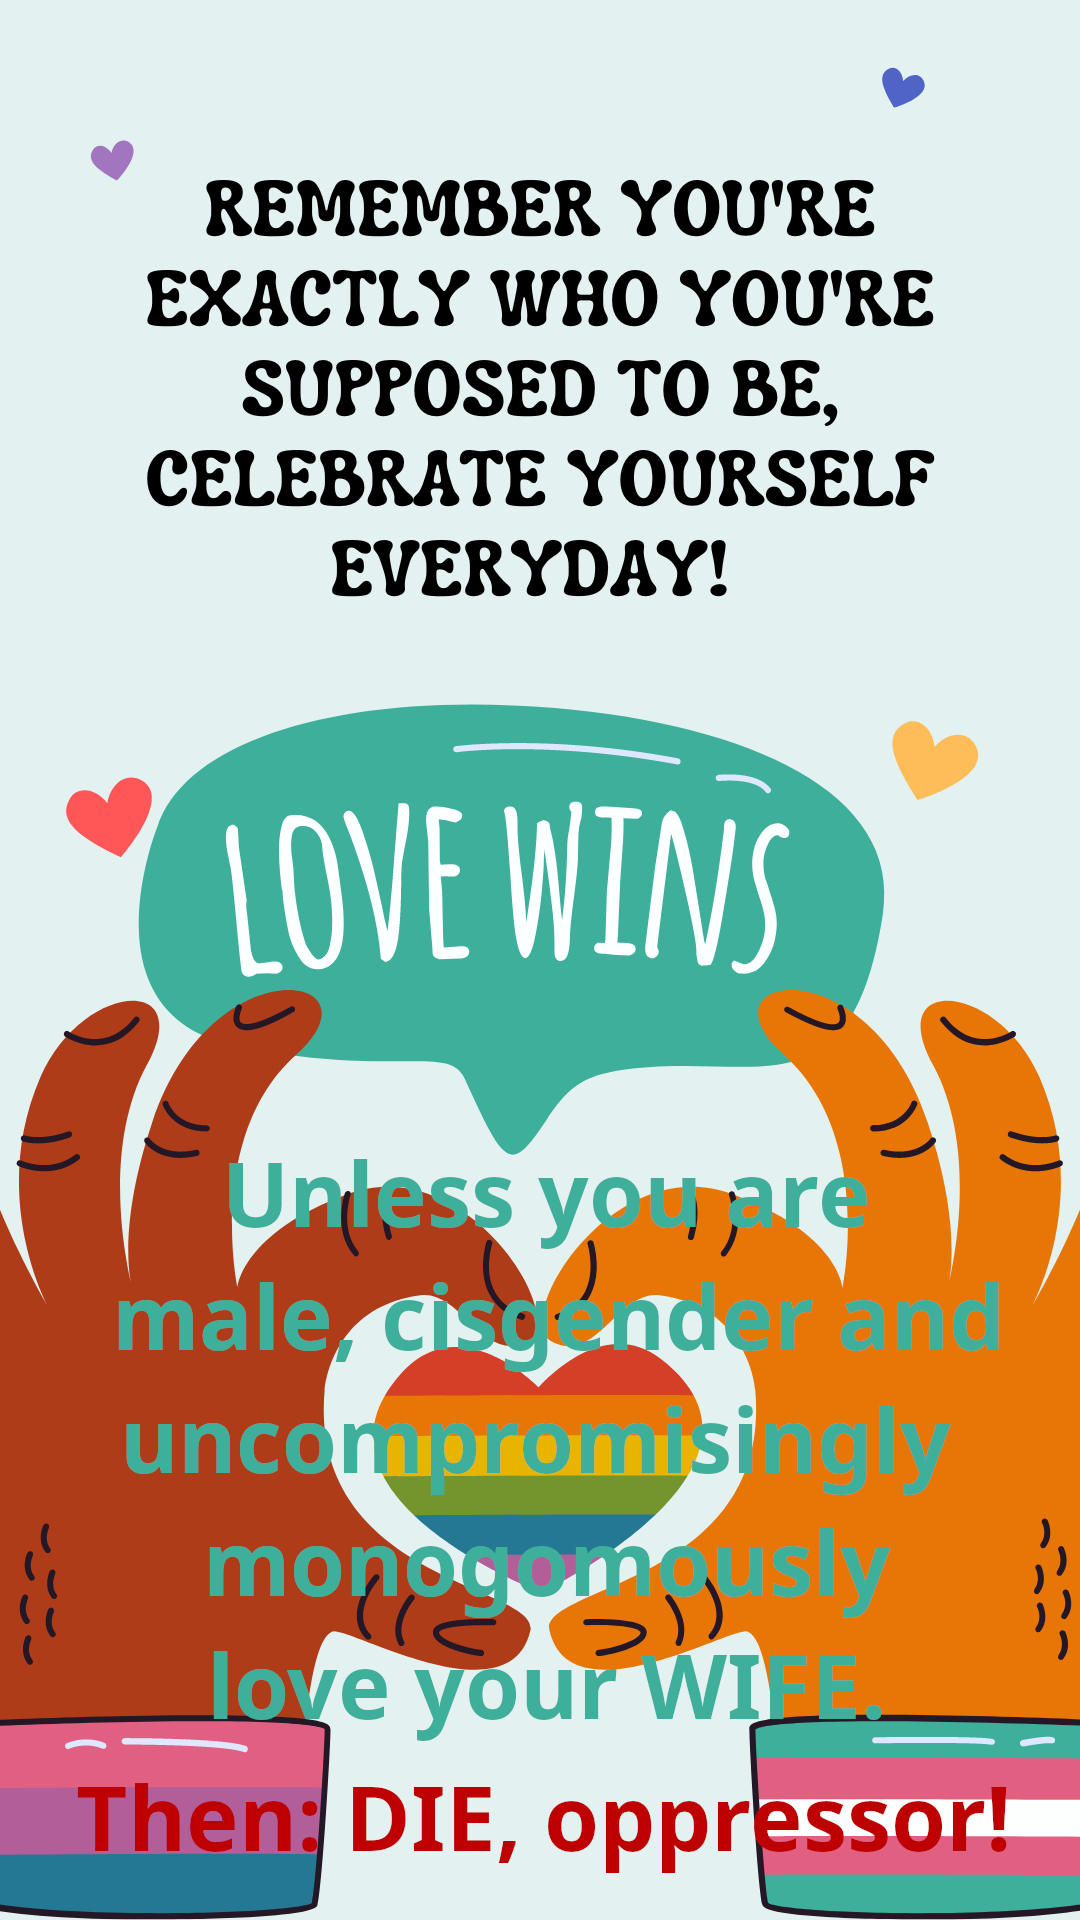 REMEMBER YOU'RE
EXACTLY WHO YOU'RE
SUPPOSED TO BE,
CELEBRATE YOURSELF
EVERYDAY!
LOVE WINS
Unless you are
male, cisgender and
uncompromisingly
monogomously
love your WIFE.
Then: DIE, oppressor!